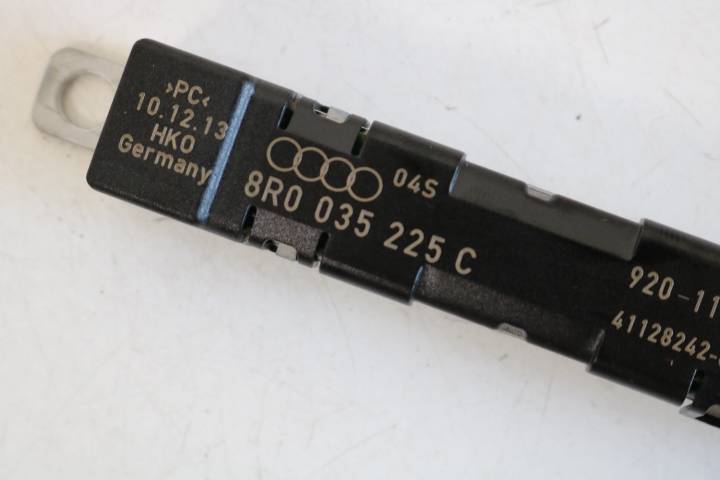 >PC<
10.12.13
HKO
Germany
04S
8R0 035 225 C
920-11
41128242-